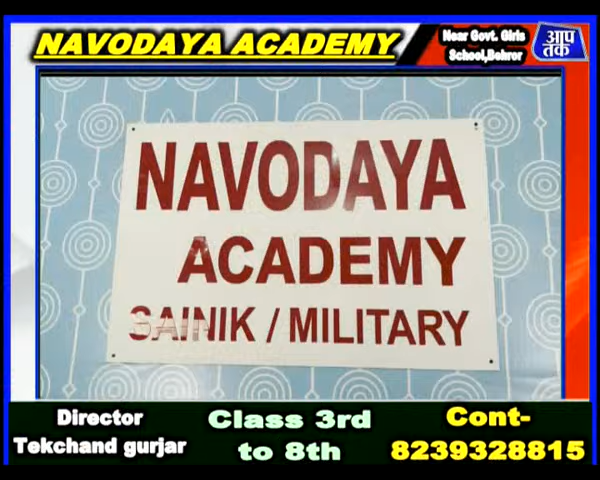 NAVODAYA ACADEMY
Near Govt. Girls
School,Behror
आप
तक
NAVODAYA
ACADEMY
SAINIK / MILITARY
Director
Tekchand gurjar
Class 3rd
to 8th
Cont-
8239328815